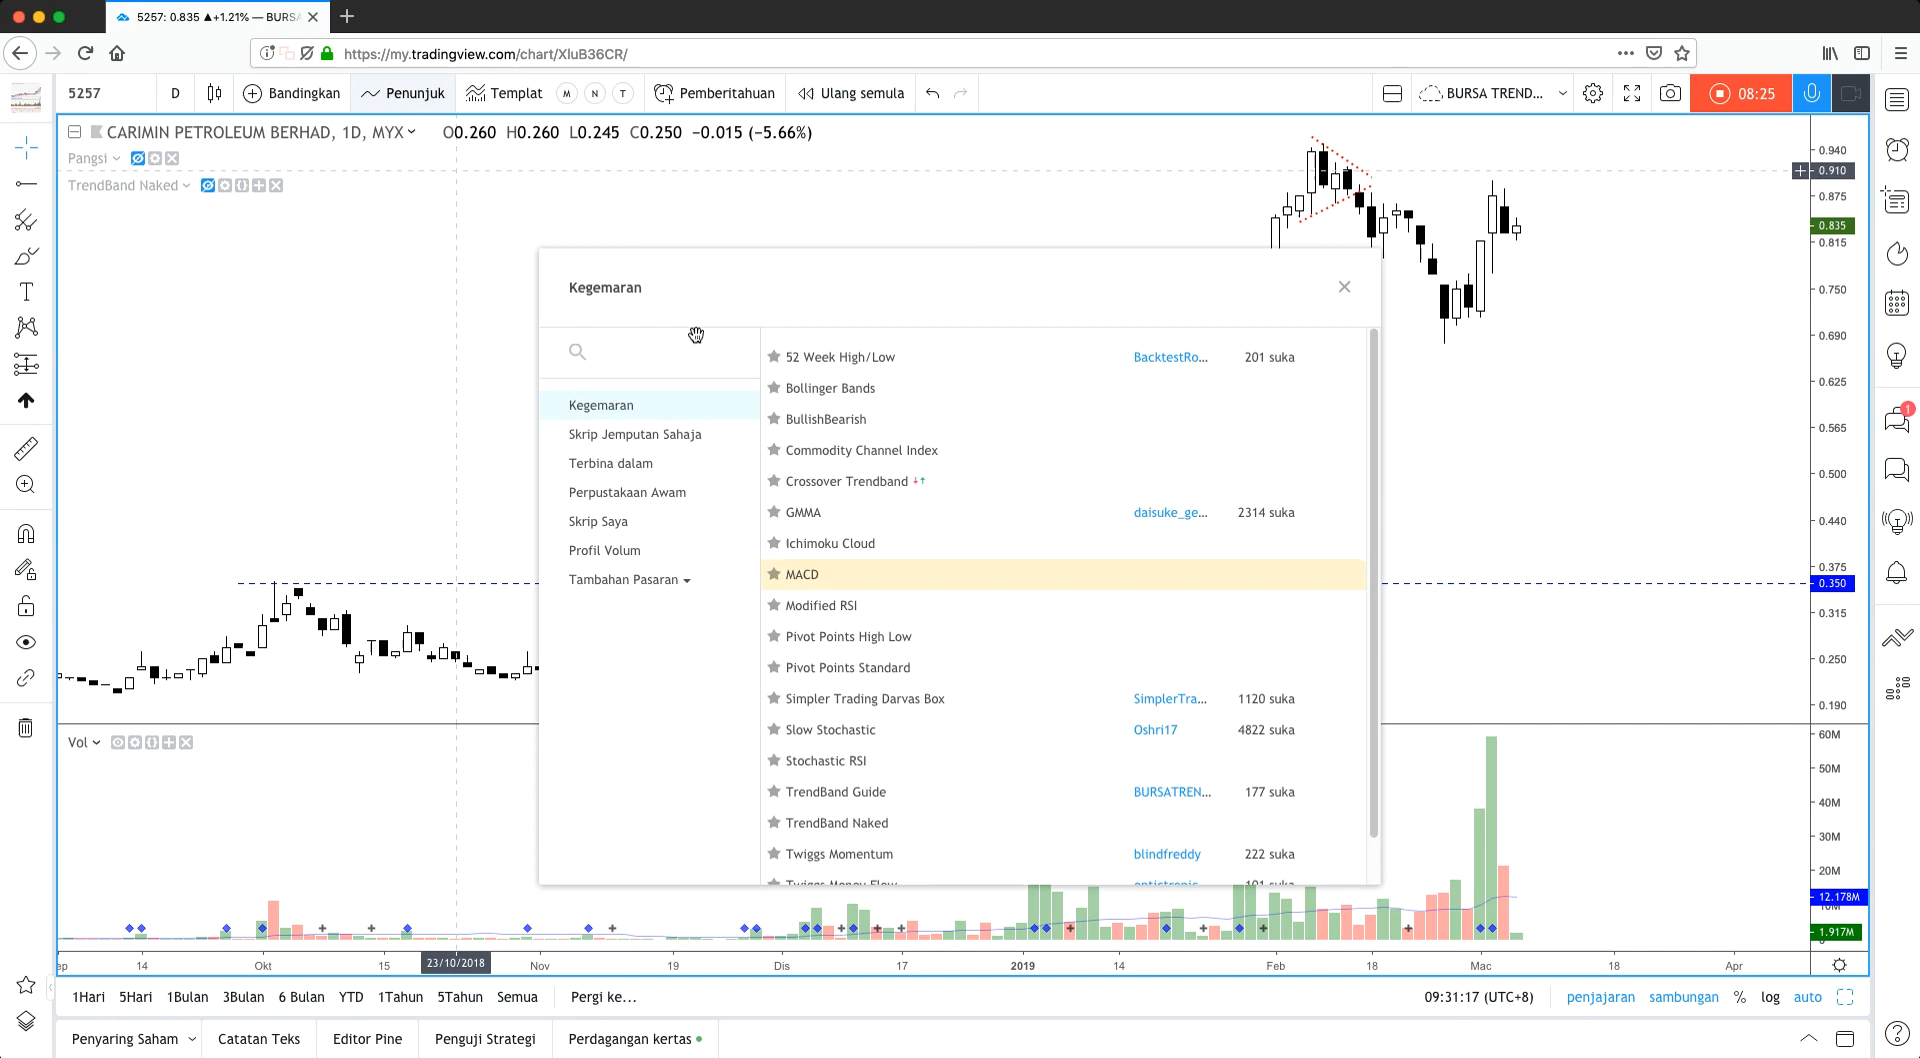 5257: 0.835 ▲+1.21% — BURSA
https://my.tradingview.com/chart/XluB36CR/
5257 D Bandingkan Penunjuk Templat M N T Pemberitahuan Ulang semula BURSA TREND... 08:25
CARIMIN PETROLEUM BERHAD, 1D, MYX O0.260 H0.260 L0.245 C0.250 −0.015 (−5.66%)
Pangsi
TrendBand Naked
0.940
0.910
0.875
0.835
0.815
0.750
0.690
0.625
0.565
0.500
0.440
0.375
0.350
0.315
0.250
0.190
1
Kegemaran
Kegemaran
Skrip Jemputan Sahaja
Terbina dalam
Perpustakaan Awam
Skrip Saya
Profil Volum
Tambahan Pasaran
52 Week High/Low BacktestRo... 201 suka
Bollinger Bands
BullishBearish
Commodity Channel Index
Crossover Trendband ↓↑
GMMA daisuke_ge... 2314 suka
Ichimoku Cloud
MACD
Modified RSI
Pivot Points High Low
Pivot Points Standard
Simpler Trading Darvas Box SimplerTra... 1120 suka
Slow Stochastic Oshri17 4822 suka
Stochastic RSI
TrendBand Guide BURSATREN... 177 suka
TrendBand Naked
Twiggs Momentum blindfreddy 222 suka
Twiggs Money Flow
Vol
60M
50M
40M
30M
20M
12.178M
1.917M
14 Okt 15 23/10/2018 Nov 19 Dis 17 2019 14 Feb 18 Mac 18 Apr
1Hari 5Hari 1Bulan 3Bulan 6 Bulan YTD 1Tahun 5Tahun Semua Pergi ke... 09:31:17 (UTC+8) penjajaran sambungan % log auto
Penyaring Saham Catatan Teks Editor Pine Penguji Strategi Perdagangan kertas